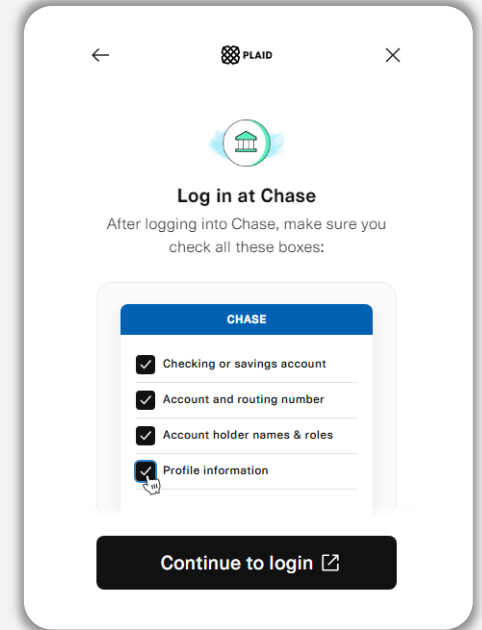 PLAID
Log in at Chase
After logging into Chase, make sure you
check all these boxes:
CHASE
Checking or savings account
Account and routing number
Account holder names & roles
Profile information
Continue to login